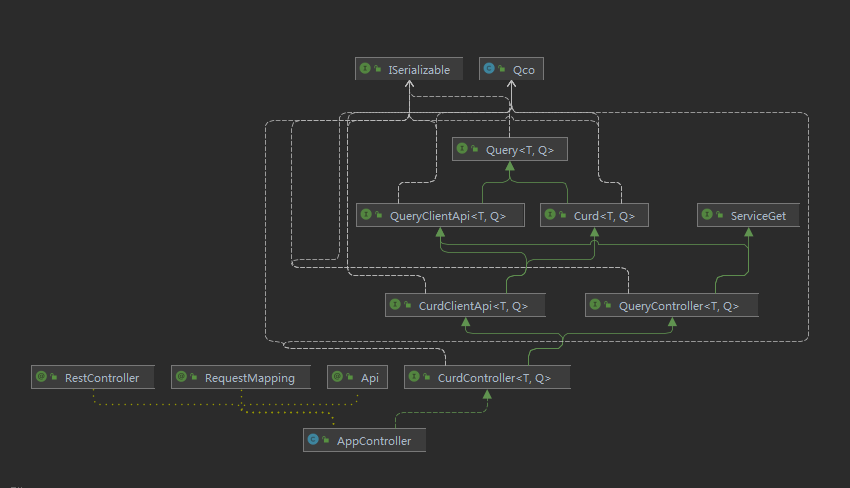 ISerializable
Qco
Query<T, Q>
QueryClientApi<T, Q>
Curd<T, Q>
ServiceGet
CurdClientApi<T, Q>
QueryController<T, Q>
RestController
RequestMapping
Api
CurdController<T, Q>
AppController